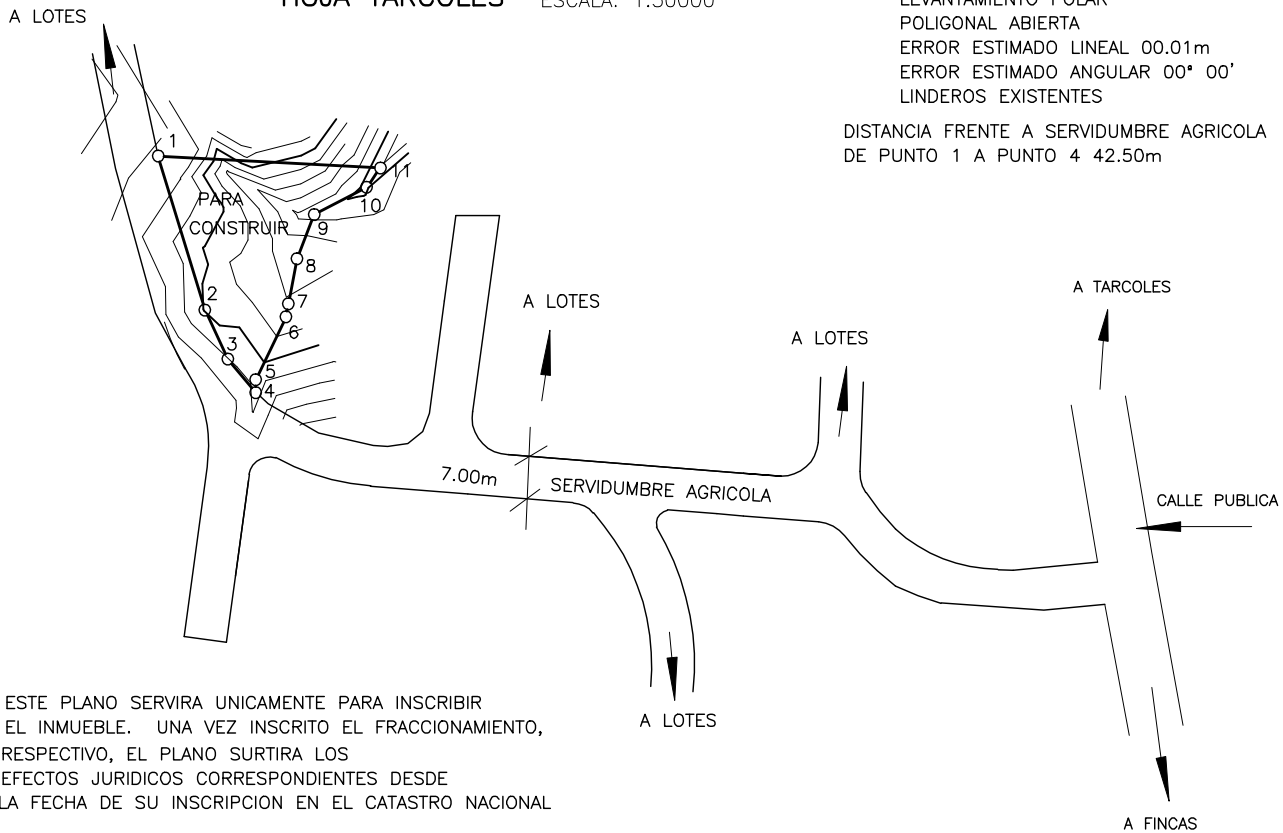 HOJA TARCOLES ESCALA: 1:50000
LEVANTAMIENTO POLAR
POLIGONAL ABIERTA
ERROR ESTIMADO LINEAL 00.01m
ERROR ESTIMADO ANGULAR 00° 00'
LINDEROS EXISTENTES
DISTANCIA FRENTE A SERVIDUMBRE AGRICOLA
DE PUNTO 1 A PUNTO 4 42.50m
A LOTES
1
11
10
PARA
CONSTRUIR
9
8
7
2
6
3
5
4
A LOTES
A LOTES
A TARCOLES
7.00m
SERVIDUMBRE AGRICOLA
CALLE PUBLICA
A LOTES
A FINCAS
ESTE PLANO SERVIRA UNICAMENTE PARA INSCRIBIR
EL INMUEBLE. UNA VEZ INSCRITO EL FRACCIONAMIENTO,
RESPECTIVO, EL PLANO SURTIRA LOS
EFECTOS JURIDICOS CORRESPONDIENTES DESDE
LA FECHA DE SU INSCRIPCION EN EL CATASTRO NACIONAL